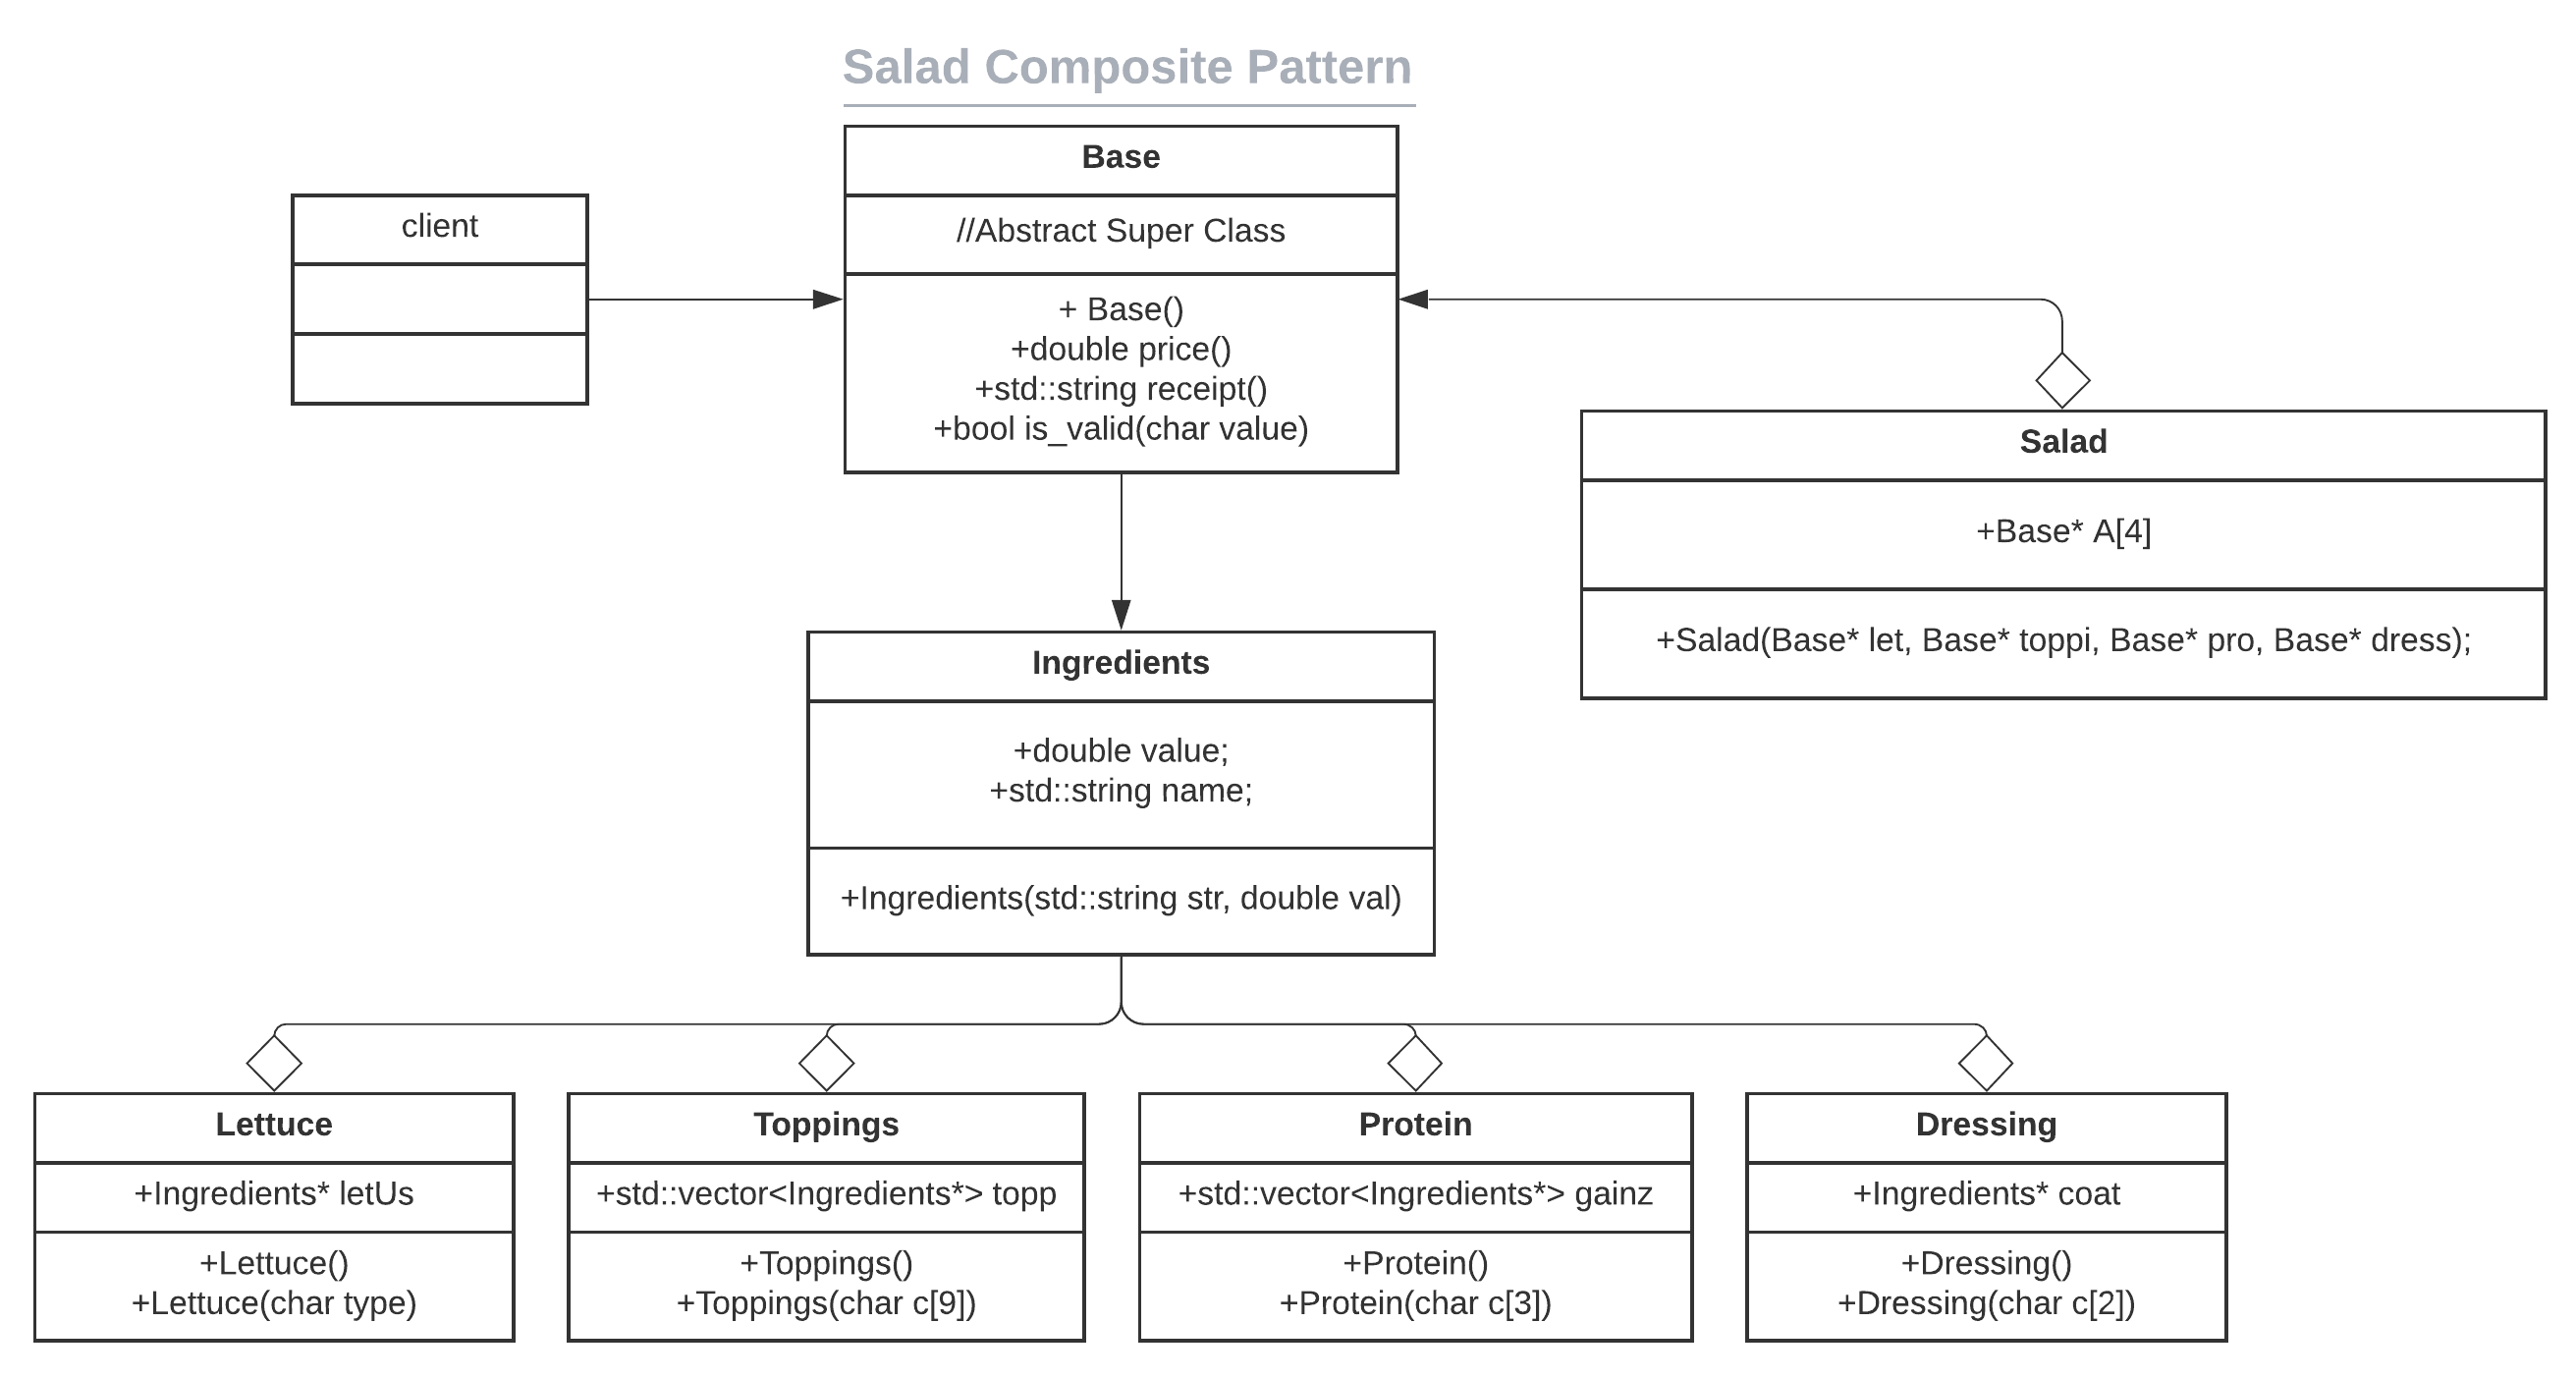 Salad Composite Pattern
client
Base
//Abstract Super Class
+ Base()
+double price()
+std::string receipt()
+bool is_valid(char value)
Salad
+Base* A[4]
+Salad(Base* let, Base* toppi, Base* pro, Base* dress);
Ingredients
+double value;
+std::string name;
+Ingredients(std::string str, double val)
Lettuce
+Ingredients* letUs
+Lettuce()
+Lettuce(char type)
Toppings
+std::vector<Ingredients*> topp
+Toppings()
+Toppings(char c[9])
Protein
+std::vector<Ingredients*> gainz
+Protein()
+Protein(char c[3])
Dressing
+Ingredients* coat
+Dressing()
+Dressing(char c[2])